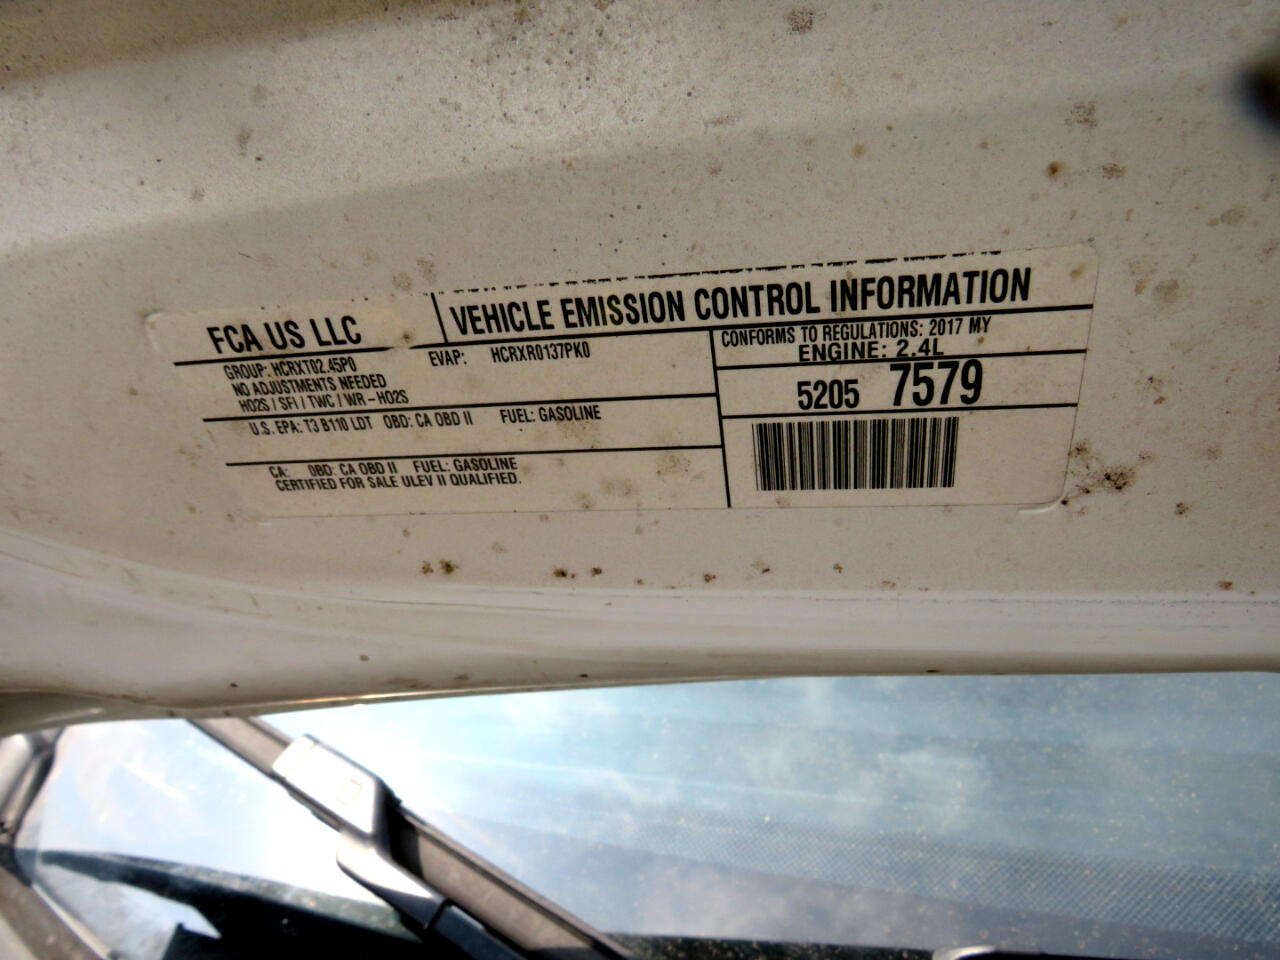 FCA US LLC
VEHICLE EMISSION CONTROL INFORMATION
GROUP: HCRXT02.45P0 EVAP: HCRXR0137PK0
NO ADJUSTMENTS NEEDED
HO2S / SFI / TWC / WR-HO2S
U.S. EPA: T3 B110 LDT OBD: CA OBD II FUEL: GASOLINE
CA: OBD: CA OBD II FUEL: GASOLINE
CERTIFIED FOR SALE ULEV II QUALIFIED.
CONFORMS TO REGULATIONS: 2017 MY
ENGINE: 2.4L
5205 7579